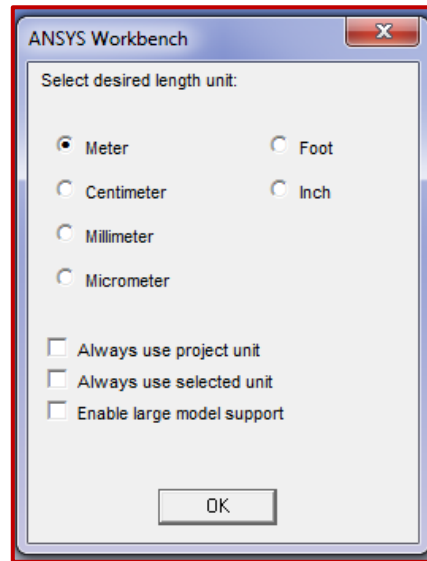 ANSYS Workbench
Select desired length unit:
Meter
Foot
Centimeter
Inch
Millimeter
Micrometer
Always use project unit
Always use selected unit
Enable large model support
OK